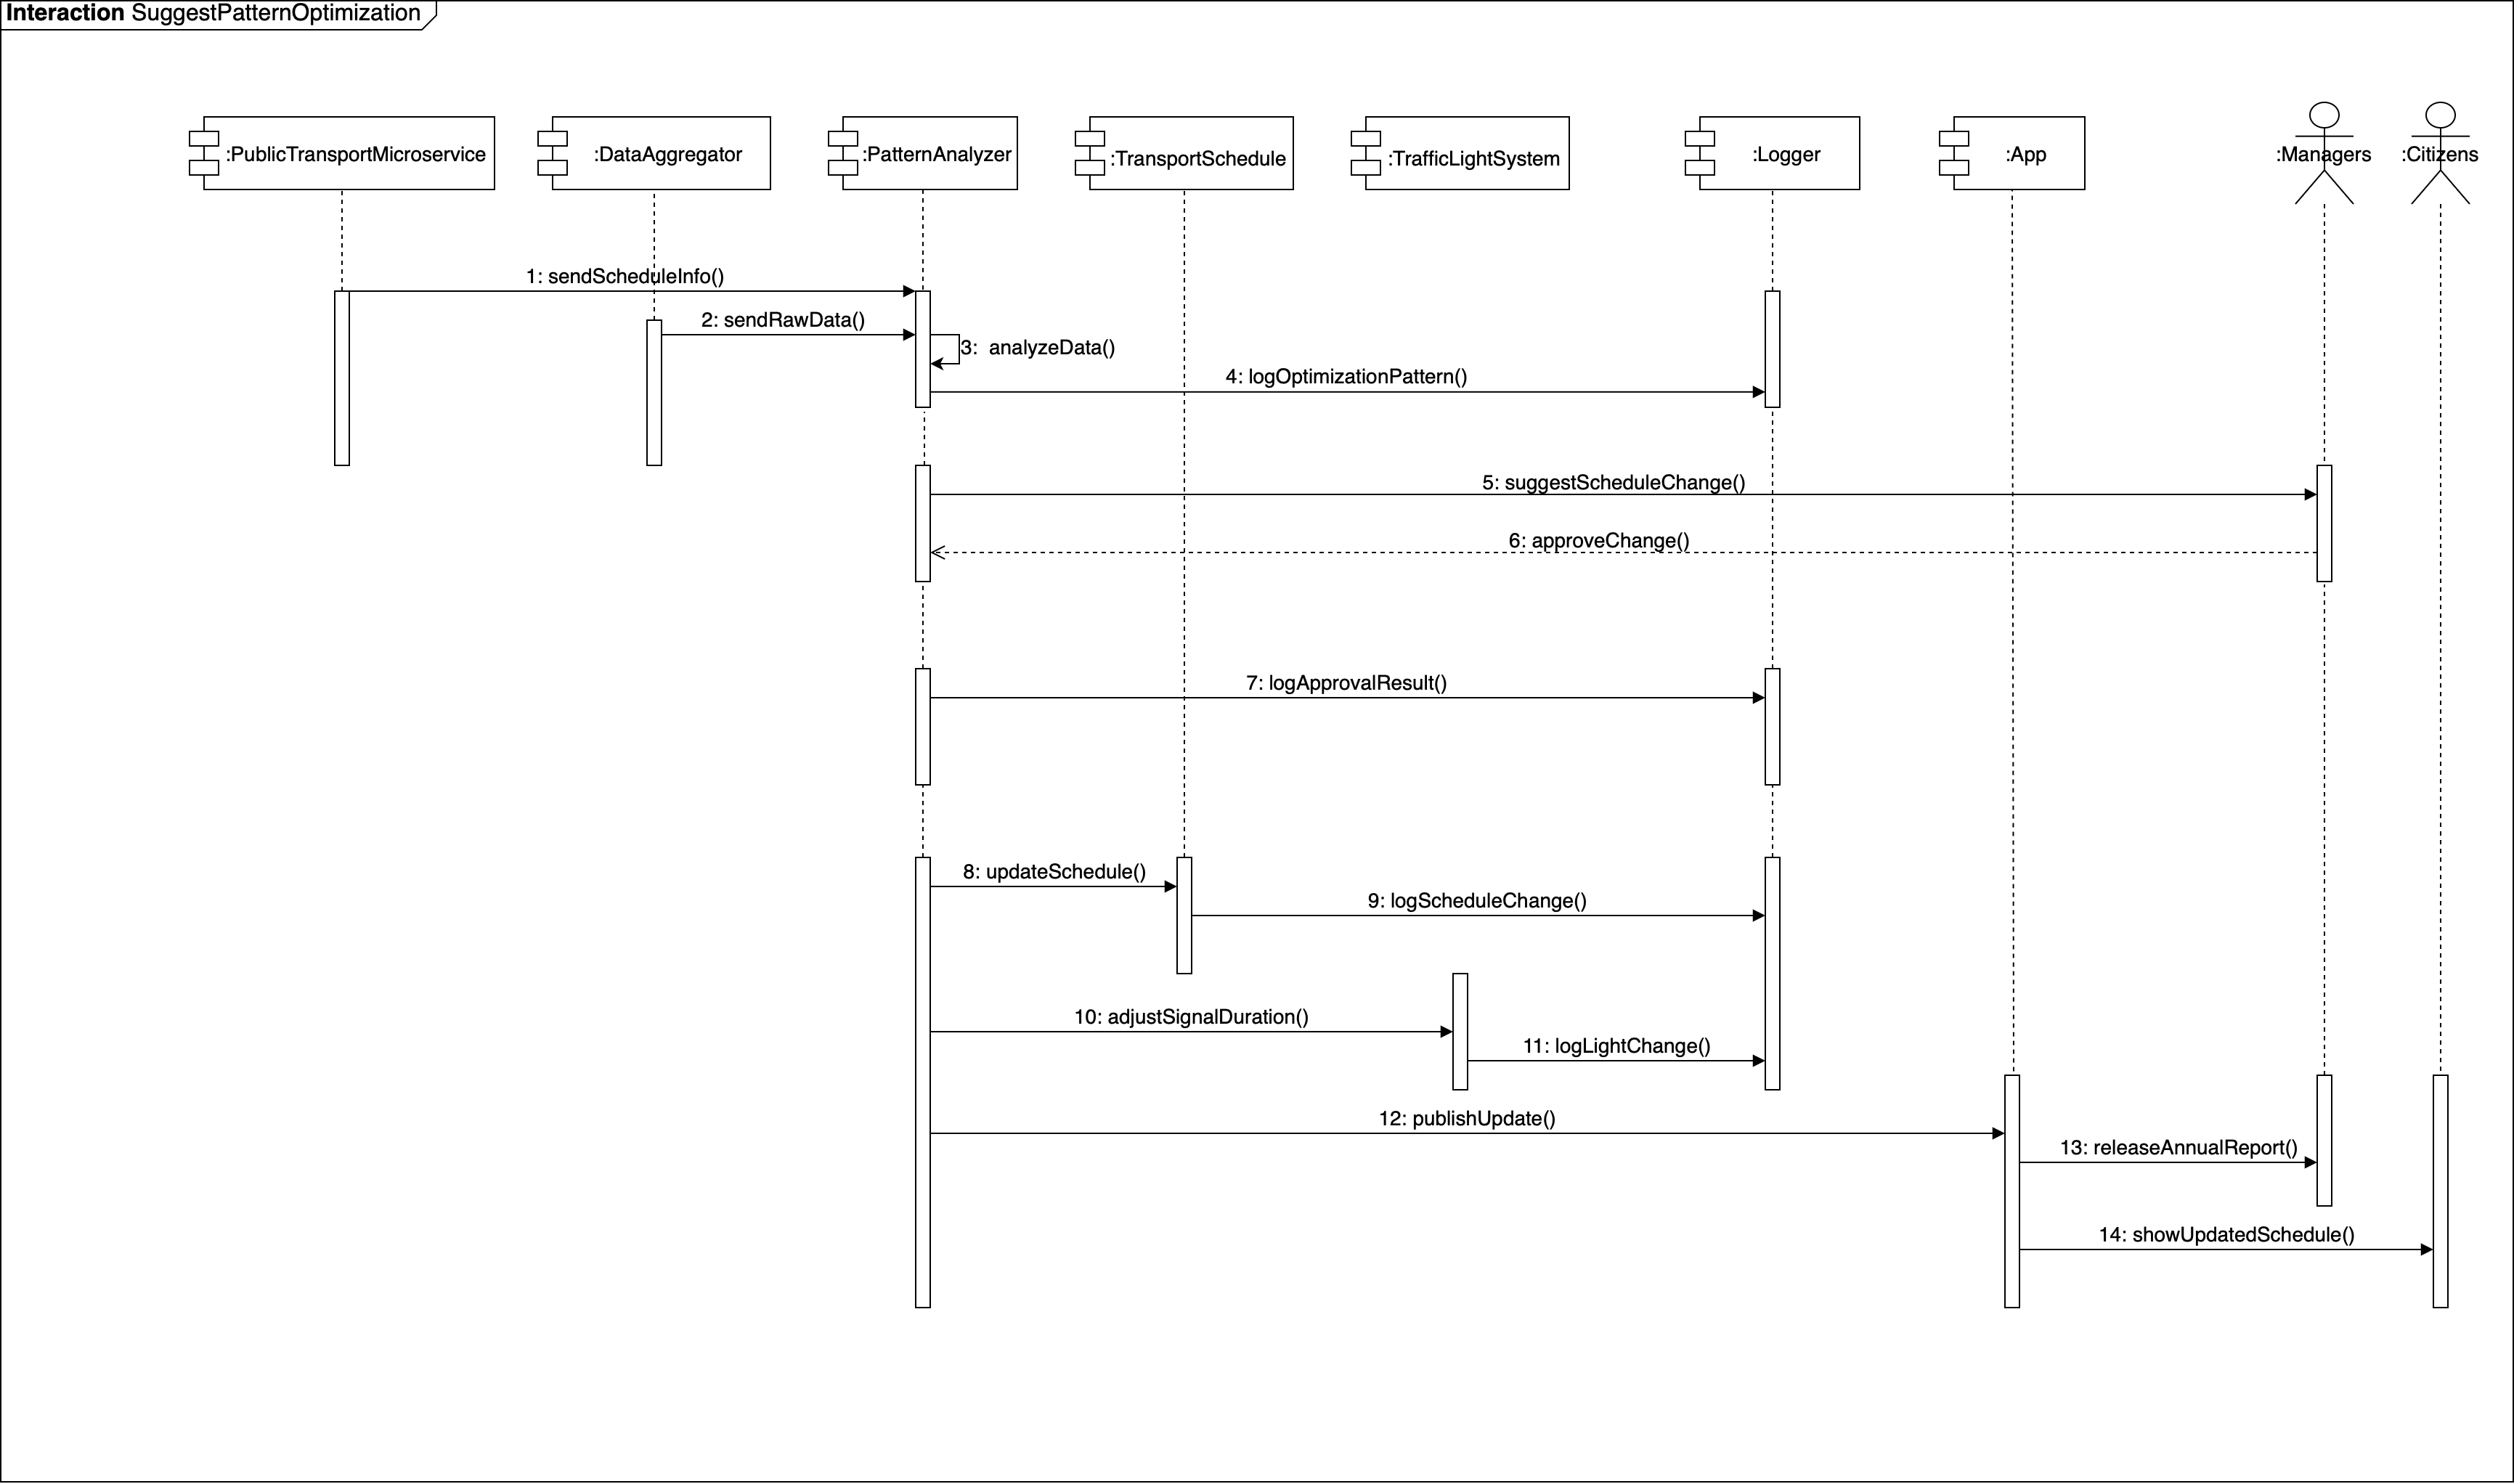 Interaction SuggestPatternOptimization
:PublicTransportMicroservice
:DataAggregator
:PatternAnalyzer
:TransportSchedule
:TrafficLightSystem
:Logger
:App
:Managers
:Citizens
1: sendScheduleInfo()
2: sendRawData()
3: analyzeData()
4: logOptimizationPattern()
5: suggestScheduleChange()
6: approveChange()
7: logApprovalResult()
8: updateSchedule()
9: logScheduleChange()
10: adjustSignalDuration()
11: logLightChange()
12: publishUpdate()
13: releaseAnnualReport()
14: showUpdatedSchedule()